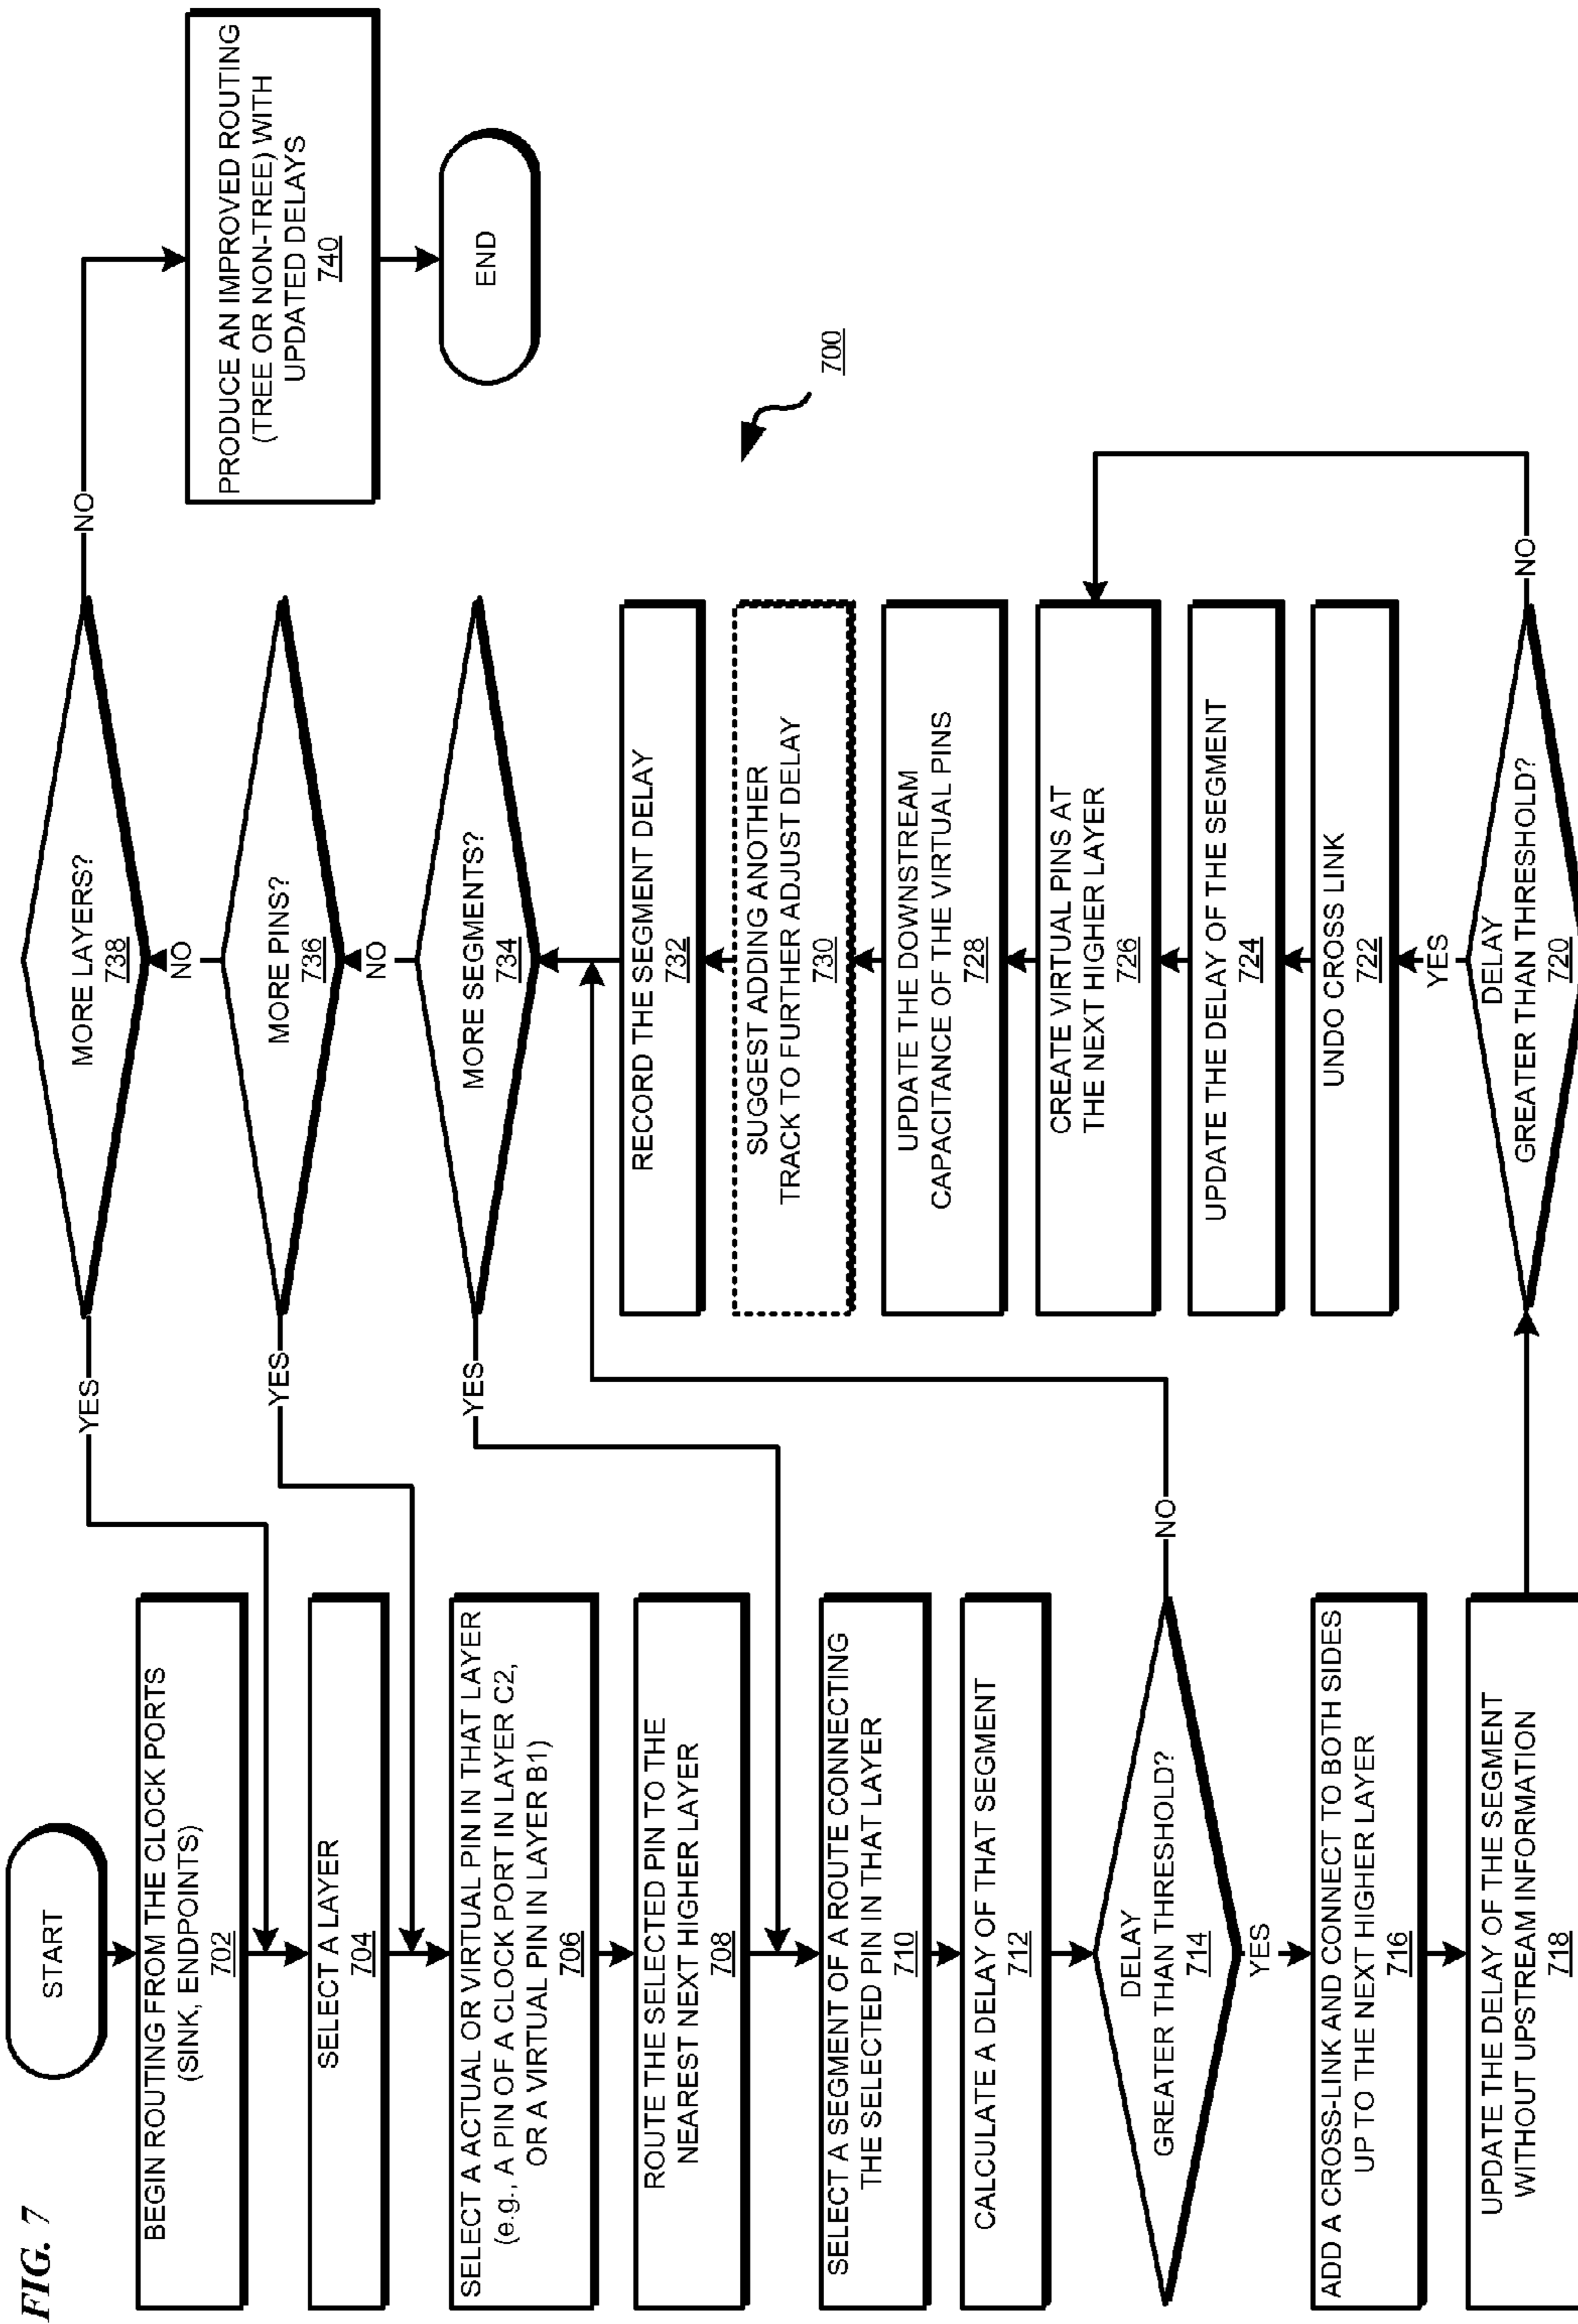 FIG. 7
START
BEGIN ROUTING FROM THE CLOCK PORTS
(SINK, ENDPOINTS)
702
SELECT A LAYER
704
SELECT A ACTUAL OR VIRTUAL PIN IN THAT LAYER
(e.g., A PIN OF A CLOCK PORT IN LAYER C2,
OR A VIRTUAL PIN IN LAYER B1)
706
ROUTE THE SELECTED PIN TO THE
NEAREST NEXT HIGHER LAYER
708
SELECT A SEGMENT OF A ROUTE CONNECTING
THE SELECTED PIN IN THAT LAYER
710
CALCULATE A DELAY OF THAT SEGMENT
712
DELAY
GREATER THAN THRESHOLD?
714
NO
YES
ADD A CROSS-LINK AND CONNECT TO BOTH SIDES
UP TO THE NEXT HIGHER LAYER
716
UPDATE THE DELAY OF THE SEGMENT
WITHOUT UPSTREAM INFORMATION
718
DELAY
GREATER THAN THRESHOLD?
720
NO
YES
UNDO CROSS LINK
722
UPDATE THE DELAY OF THE SEGMENT
724
CREATE VIRTUAL PINS AT
THE NEXT HIGHER LAYER
726
UPDATE THE DOWNSTREAM
CAPACITANCE OF THE VIRTUAL PINS
728
SUGGEST ADDING ANOTHER
TRACK TO FURTHER ADJUST DELAY
730
RECORD THE SEGMENT DELAY
732
MORE SEGMENTS?
734
YES
NO
MORE PINS?
736
YES
NO
MORE LAYERS?
738
YES
NO
PRODUCE AN IMPROVED ROUTING
(TREE OR NON-TREE) WITH
UPDATED DELAYS
740
END
700